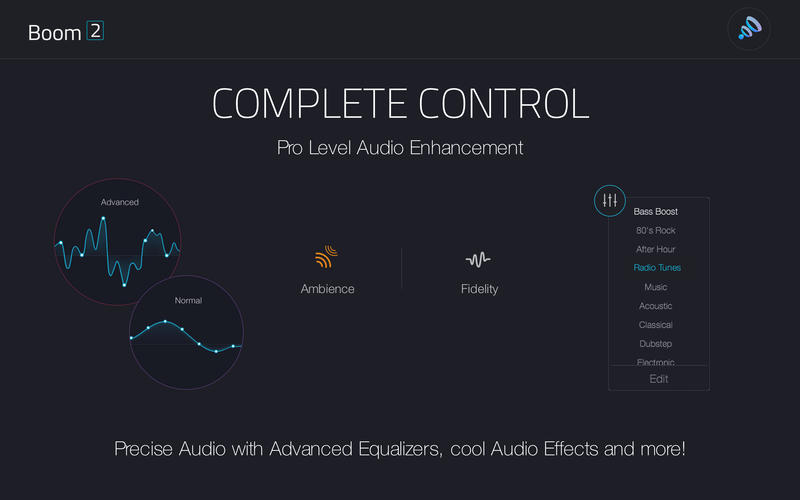 Boom 2
COMPLETE CONTROL
Pro Level Audio Enhancement
Advanced
Normal
Ambience
Fidelity
Bass Boost
80's Rock
After Hour
Radio Tunes
Music
Acoustic
Classical
Dubstep
Electronic
Edit
Precise Audio with Advanced Equalizers, cool Audio Effects and more!